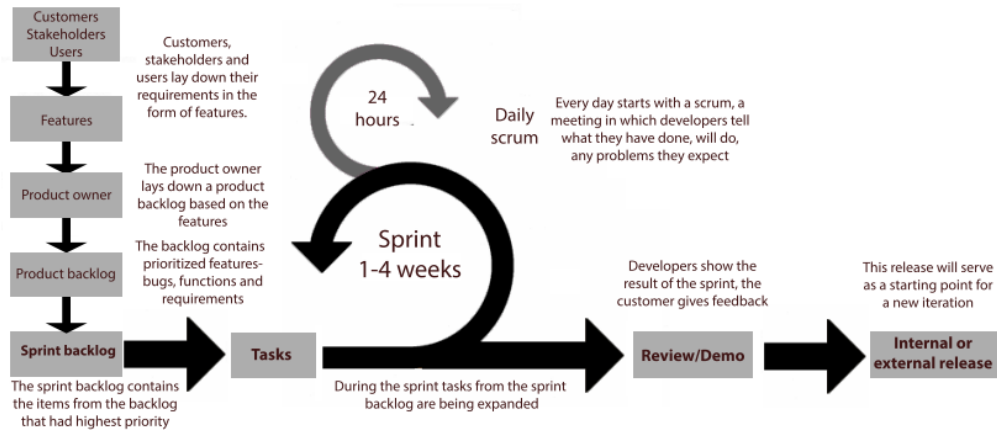 Customers
Stakeholders
Users
Customers,
stakeholders and
users lay down their
requirements in the
form of features.
Features
The product owner
lays down a product
backlog based on the
features
Product owner
The backlog contains
prioritized features-
bugs, functions and
requirements
Product backlog
Sprint backlog
The sprint backlog contains
the items from the backlog
that had highest priority
Tasks
24
hours
Daily
scrum
Every day starts with a scrum, a
meeting in which developers tell
what they have done, will do,
any problems they expect
Sprint
1-4 weeks
During the sprint tasks from the sprint
backlog are being expanded
Developers show the
result of the sprint, the
customer gives feedback
Review/Demo
This release will serve
as a starting point for
a new iteration
Internal or
external release